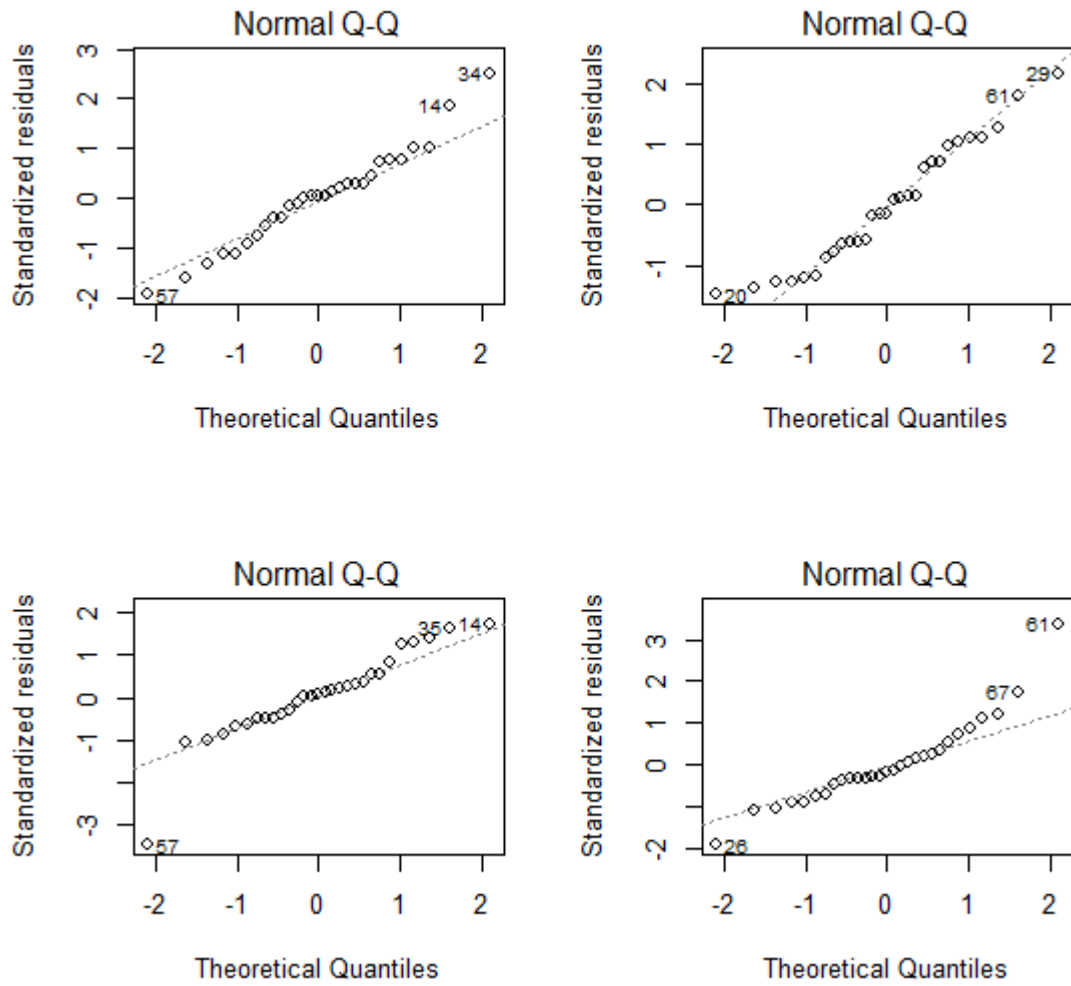 Normal Q-Q
Standardized residuals
3
2
1
0
-1
-2
34
14
57
-2 -1 0 1 2
Theoretical Quantiles
Normal Q-Q
Standardized residuals
2
1
0
-1
29
61
20
-2 -1 0 1 2
Theoretical Quantiles
Normal Q-Q
Standardized residuals
2
1
0
-1
-3
35 14
57
-2 -1 0 1 2
Theoretical Quantiles
Normal Q-Q
Standardized residuals
3
2
1
0
-2
61
67
26
-2 -1 0 1 2
Theoretical Quantiles